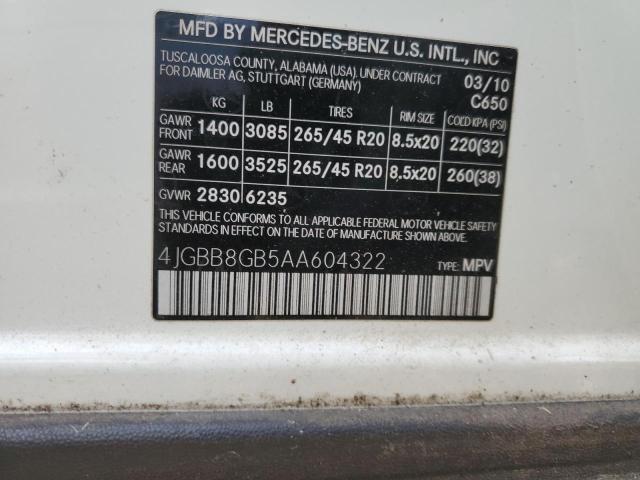 MFD BY MERCEDES-BENZ U.S. INTL., INC
TUSCALOOSA COUNTY, ALABAMA (USA), UNDER CONTRACT
FOR DAIMLER AG, STUTTGART (GERMANY)
03/10
C650
KG LB TIRES RIM SIZE COLD KPA (PSI)
GAWR FRONT 1400 3085 265/45 R20 8.5x20 220(32)
GAWR REAR 1600 3525 265/45 R20 8.5x20 260(38)
GVWR 2830 6235
THIS VEHICLE CONFORMS TO ALL APPLICABLE FEDERAL MOTOR VEHICLE SAFETY
STANDARDS IN EFFECT ON THE DATE OF MANUFACTURE SHOWN ABOVE.
4JGBB8GB5AA604322 TYPE: MPV